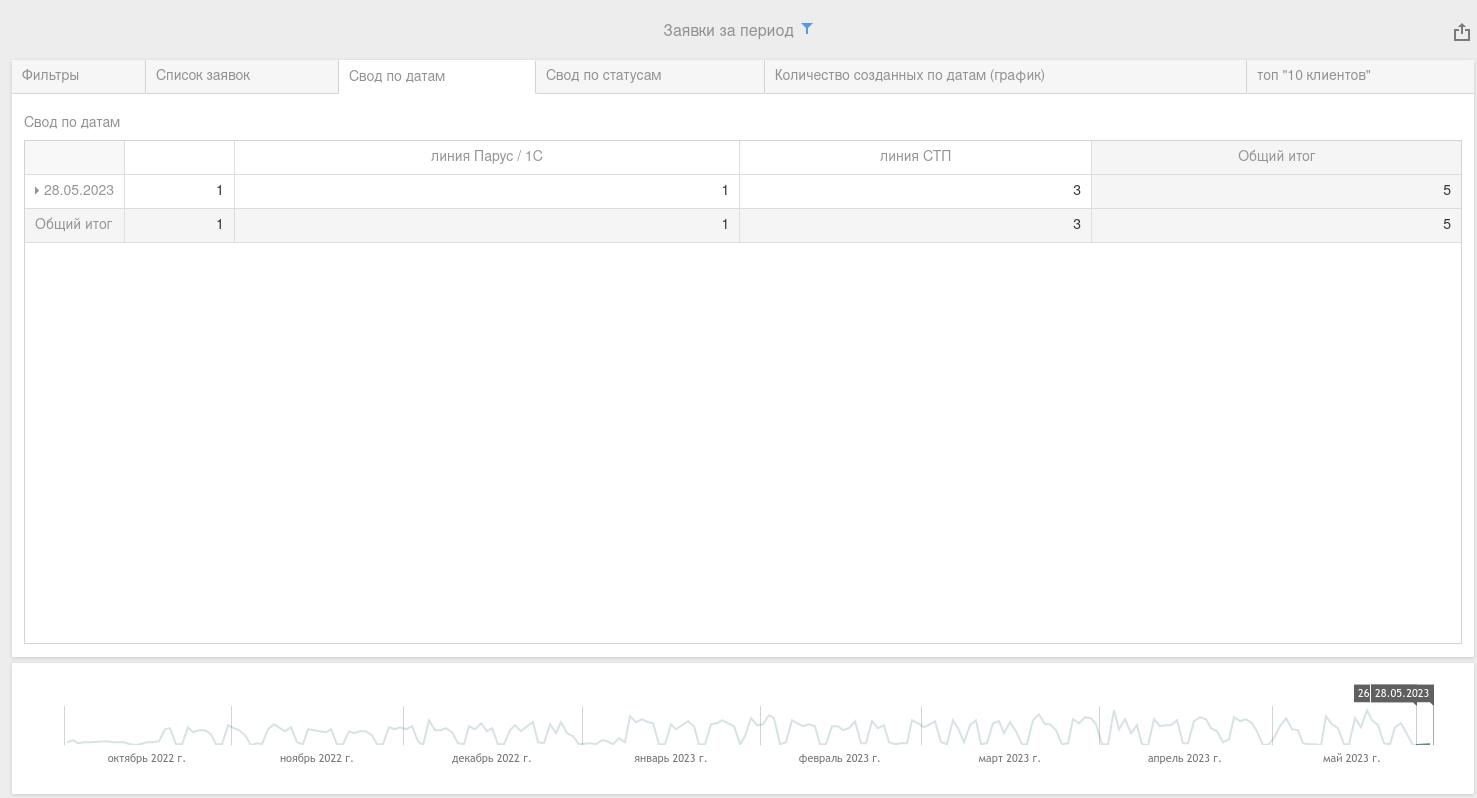 Заявки за период
Фильтры Список заявок Свод по датам Свод по статусам Количество созданных по датам (график) топ "10 клиентов"
Свод по датам
линия Парус / 1С линия СТП Общий итог
28.05.2023 1 1 3 5
Общий итог 1 1 3 5
26 28.05.2023
октябрь 2022 г. ноябрь 2022 г. декабрь 2022 г. январь 2023 г. февраль 2023 г. март 2023 г. апрель 2023 г. май 2023 г.